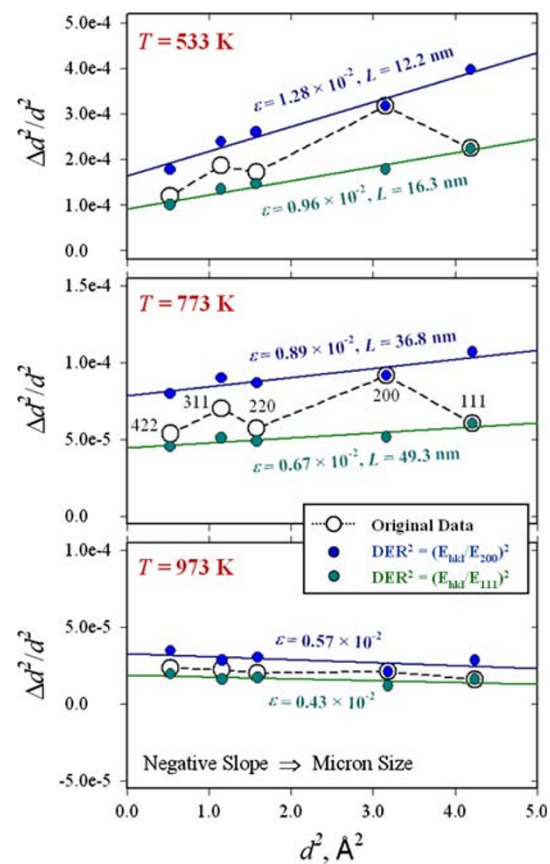 5.0e-4
T = 533 K
4.0e-4
ε = 1.28 × 10⁻², L = 12.2 nm
3.0e-4
Δd²/d²
2.0e-4
1.0e-4
ε = 0.96 × 10⁻², L = 16.3 nm
0.0
1.5e-4
T = 773 K
ε = 0.89 × 10⁻², L = 36.8 nm
1.0e-4
Δd²/d²
422
311
220
200
111
5.0e-5
ε = 0.67 × 10⁻², L = 49.3 nm
0.0
Original Data
DER² = (E_hkl/E_200)²
DER² = (E_hkl/E_111)²
1.0e-4
T = 973 K
5.0e-5
ε = 0.57 × 10⁻²
Δd²/d²
0.0
ε = 0.43 × 10⁻²
Negative Slope ⇒ Micron Size
-5.0e-5
0.0 1.0 2.0 3.0 4.0 5.0
d², Å²